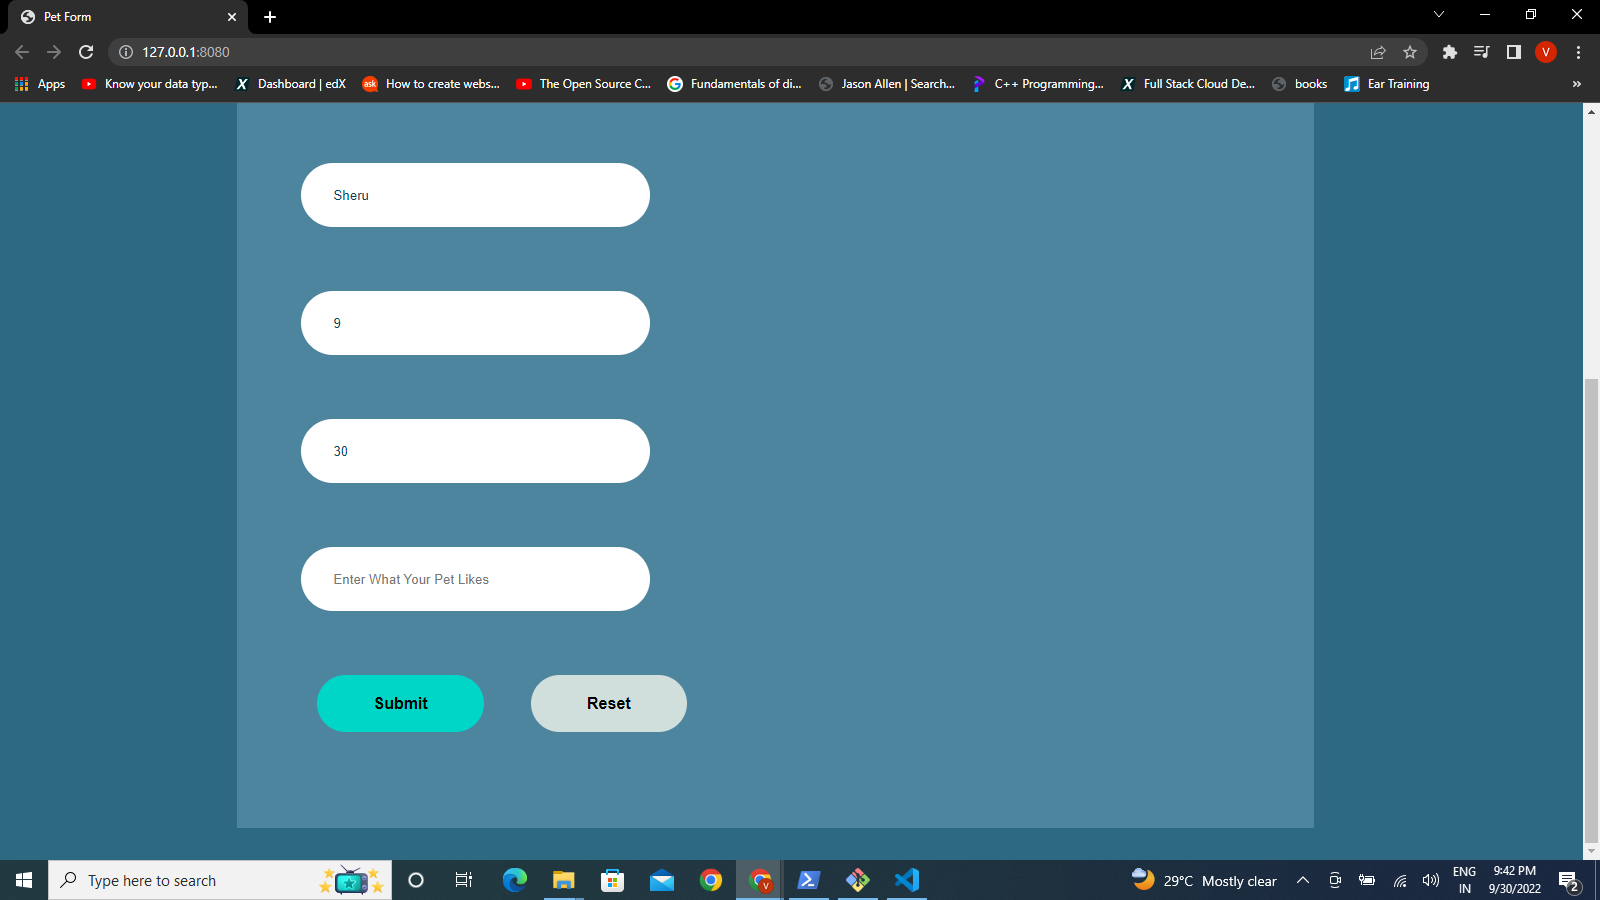 Pet Form
127.0.0.1:8080
Apps Know your data typ... Dashboard | edX How to create webs... The Open Source C... Fundamentals of di... Jason Allen | Search... C++ Programming... Full Stack Cloud De... books Ear Training »
Sheru
9
30
Enter What Your Pet Likes
Submit Reset
Type here to search
29°C Mostly clear
ENG
IN
9:42 PM
9/30/2022
2